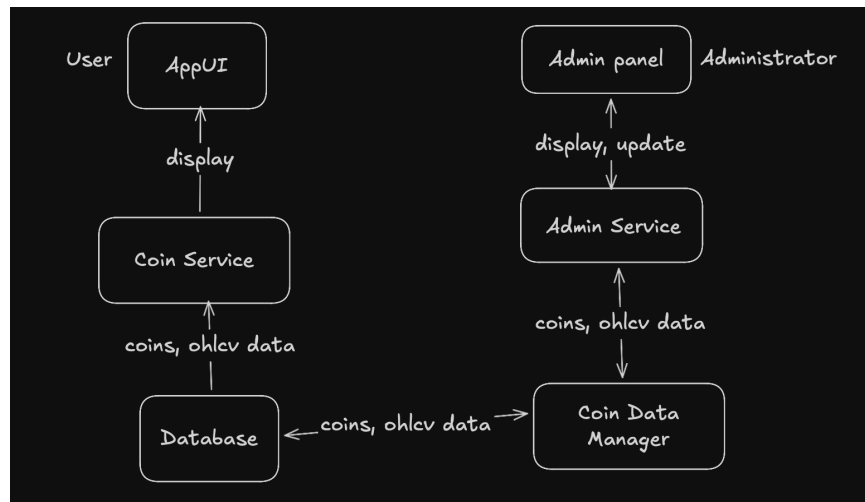 User
AppUI
Admin panel
Administrator
display
display, update
Coin Service
Admin Service
coins, ohlcv data
coins, ohlcv data
Database
coins, ohlcv data
Coin Data
Manager